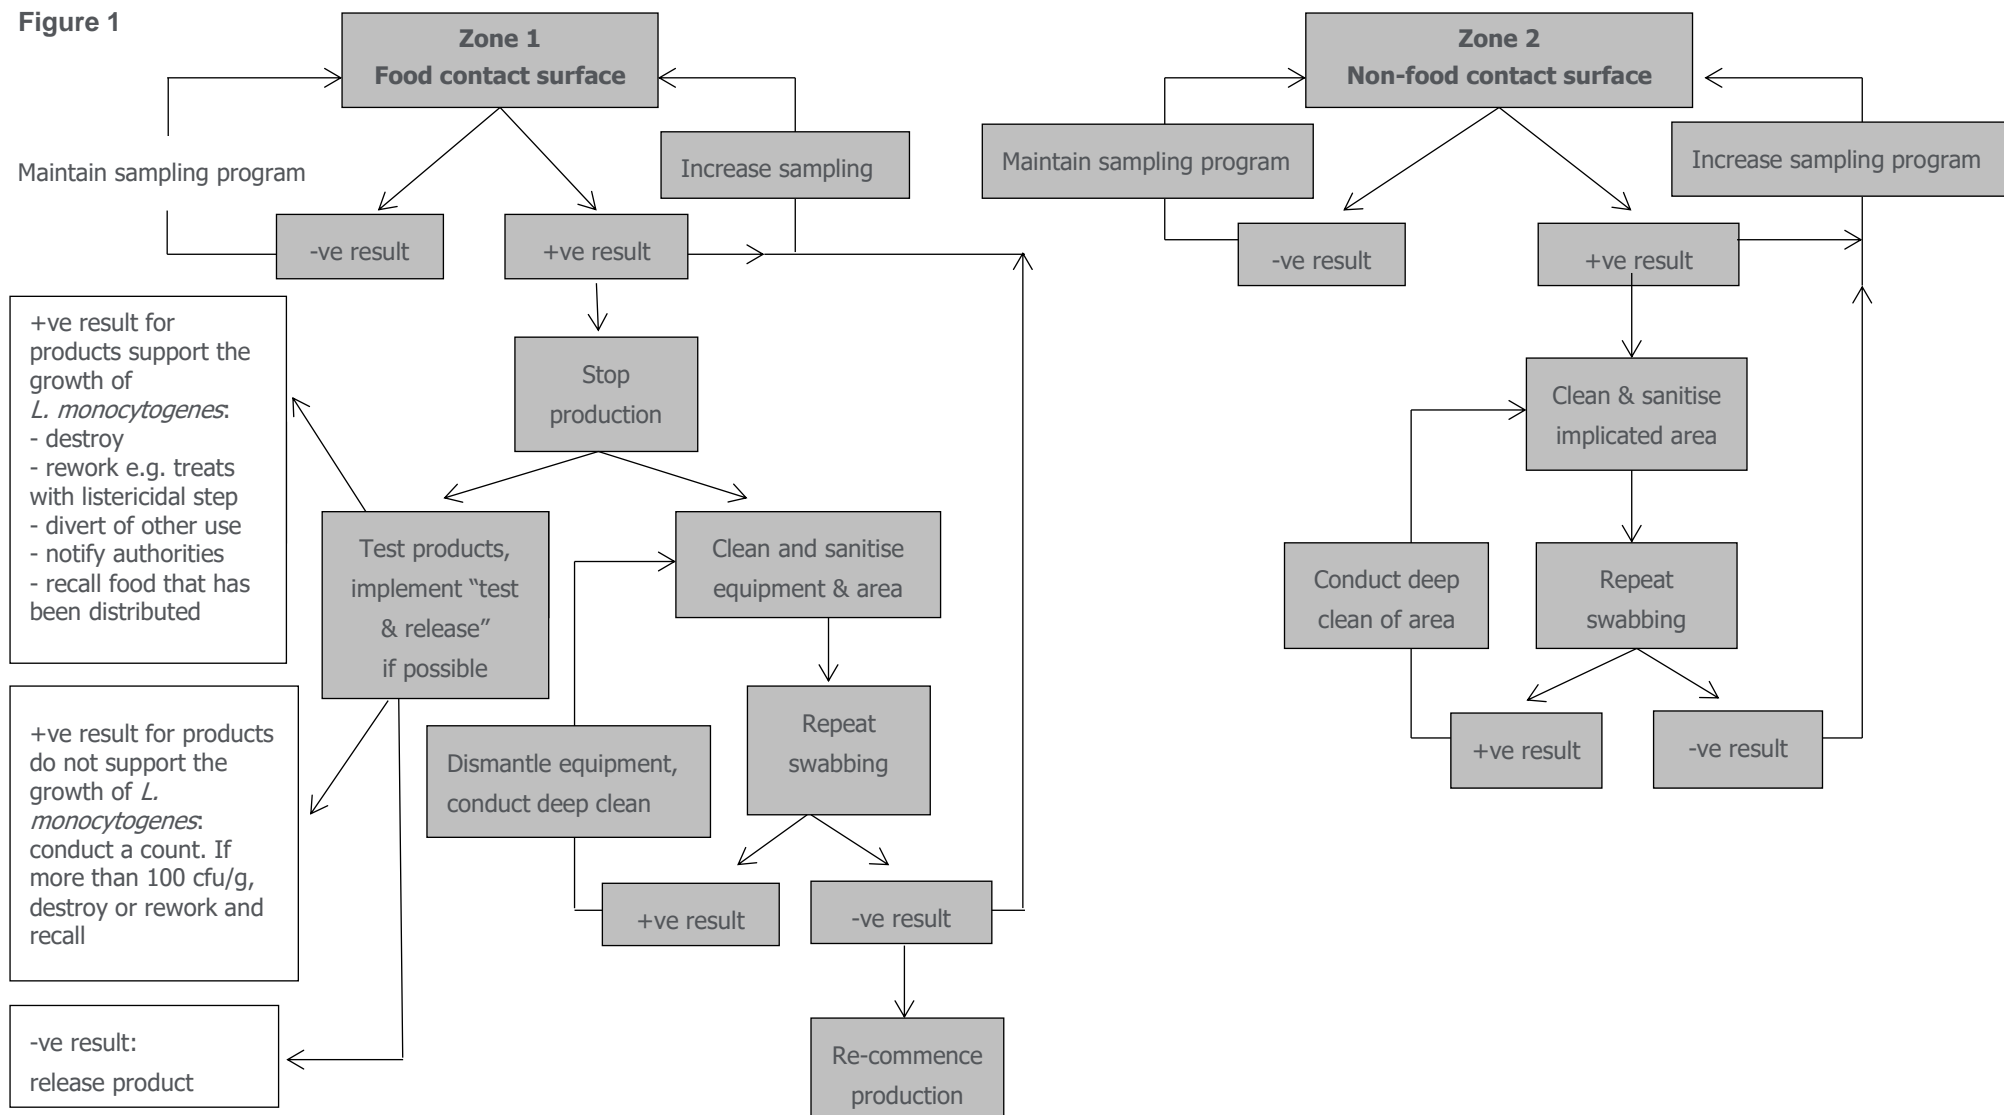 Figure 1
Zone 1
Food contact surface
Maintain sampling program
Increase sampling
-ve result
+ve result
Stop
production
+ve result for
products support the
growth of
L. monocytogenes:
- destroy
- rework e.g. treats
with listericidal step
- divert of other use
- notify authorities
- recall food that has
been distributed
Test products,
implement “test
& release”
if possible
Clean and sanitise
equipment & area
+ve result for products
do not support the
growth of L.
monocytogenes:
conduct a count. If
more than 100 cfu/g,
destroy or rework and
recall
Dismantle equipment,
conduct deep clean
Repeat
swabbing
+ve result
-ve result
-ve result:
release product
Re-commence
production
Zone 2
Non-food contact surface
Maintain sampling program
Increase sampling program
-ve result
+ve result
Clean & sanitise
implicated area
Conduct deep
clean of area
Repeat
swabbing
+ve result
-ve result